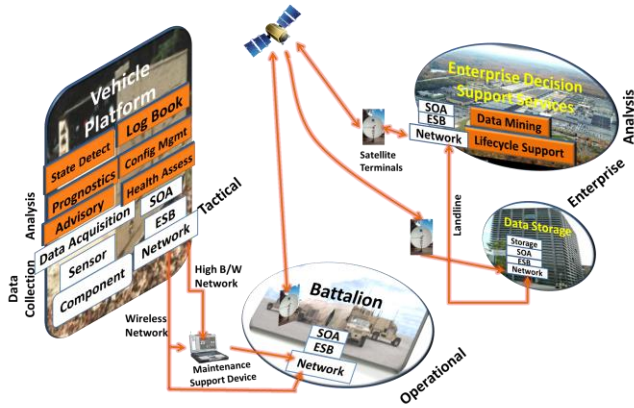 Vehicle
Platform
State Detect
Log Book
Prognostics
Config Mgmt
Advisory
Health Assess
Data Acquisition
SOA
Sensor
ESB
Component
Network
Data
Collection
Analysis
Tactical
High B/W
Network
Wireless
Network
Maintenance
Support Device
Battalion
SOA
ESB
Network
Operational
Satellite
Terminals
Enterprise Decision
Support Services
SOA
ESB
Network
Data Mining
Lifecycle Support
Analysis
Enterprise
Landline
Data Storage
Storage
SOA
ESB
Network